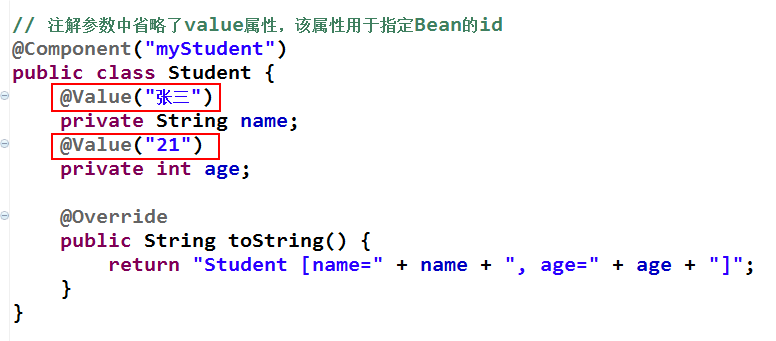 // 注解参数中省略了value属性，该属性用于指定Bean的id
@Component("myStudent")
public class Student {
    @Value("张三")
    private String name;
    @Value("21")
    private int age;

    @Override
    public String toString() {
        return "Student [name=" + name + ", age=" + age + "]";
    }
}